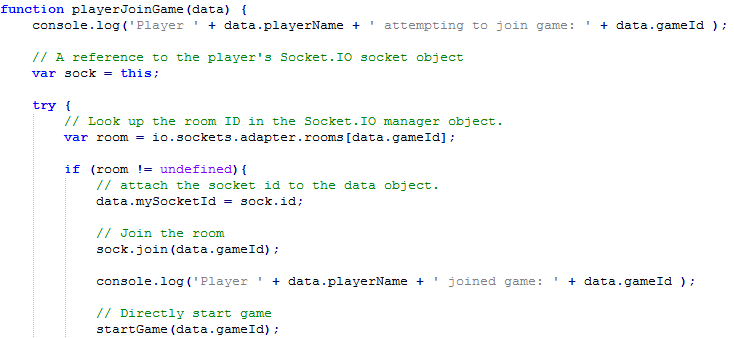 function playerJoinGame(data) {
    console.log('Player ' + data.playerName + ' attempting to join game: ' + data.gameId );

    // A reference to the player's Socket.IO socket object
    var sock = this;

    try {
        // Look up the room ID in the Socket.IO manager object.
        var room = io.sockets.adapter.rooms[data.gameId];

        if (room != undefined){
            // attach the socket id to the data object.
            data.mySocketId = sock.id;

            // Join the room
            sock.join(data.gameId);

            console.log('Player ' + data.playerName + ' joined game: ' + data.gameId );

            // Directly start game
            startGame(data.gameId);